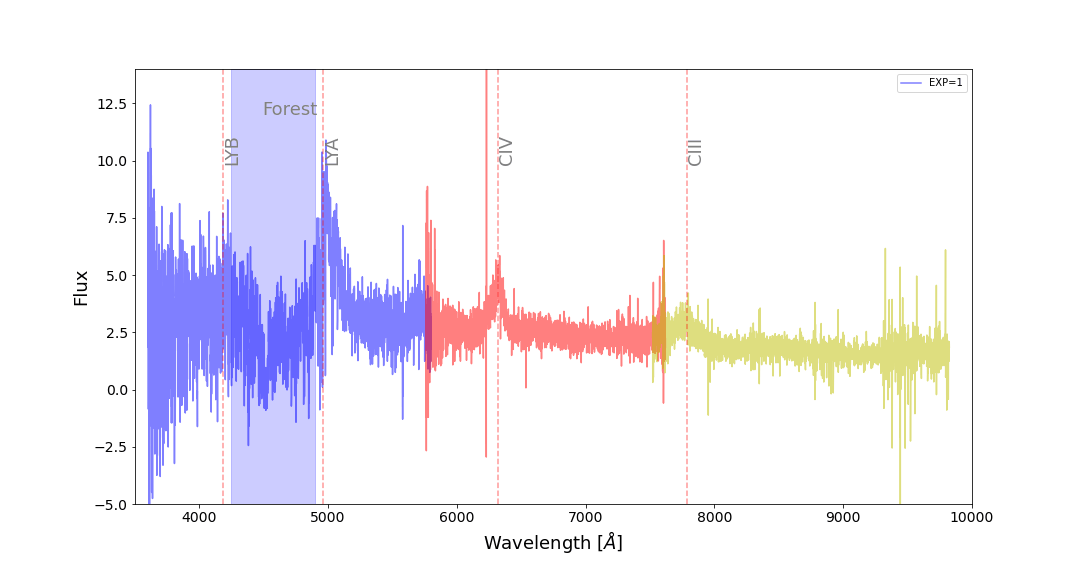 EXP=1
Forest
LYB
LYA
CIV
CIII
12.5
10.0
7.5
5.0
2.5
0.0
−2.5
−5.0
Flux
4000 5000 6000 7000 8000 9000 10000
Wavelength [Å]